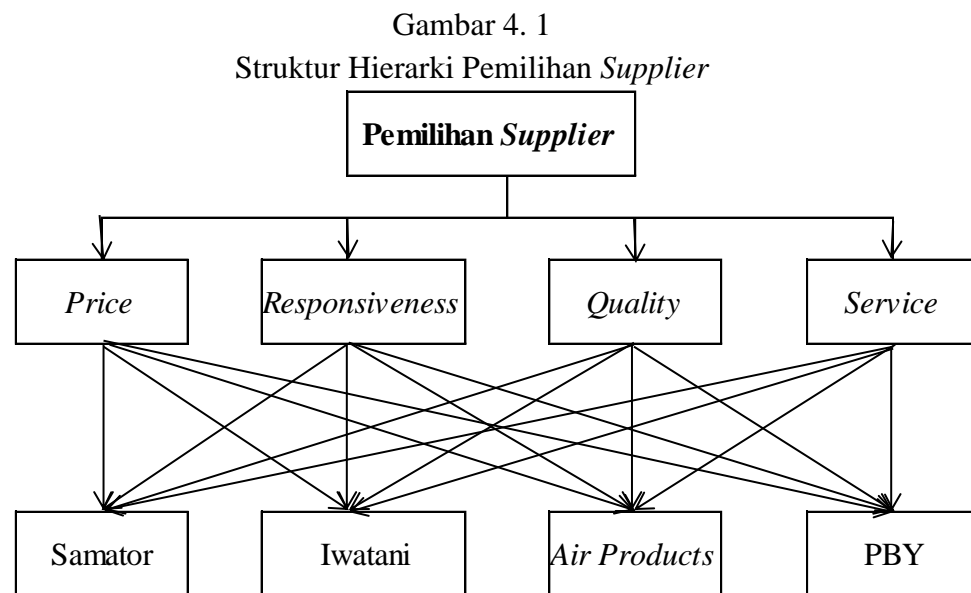 Gambar 4. 1
Struktur Hierarki Pemilihan Supplier
Pemilihan Supplier
Price
Responsiveness
Quality
Service
Samator
Iwatani
Air Products
PBY